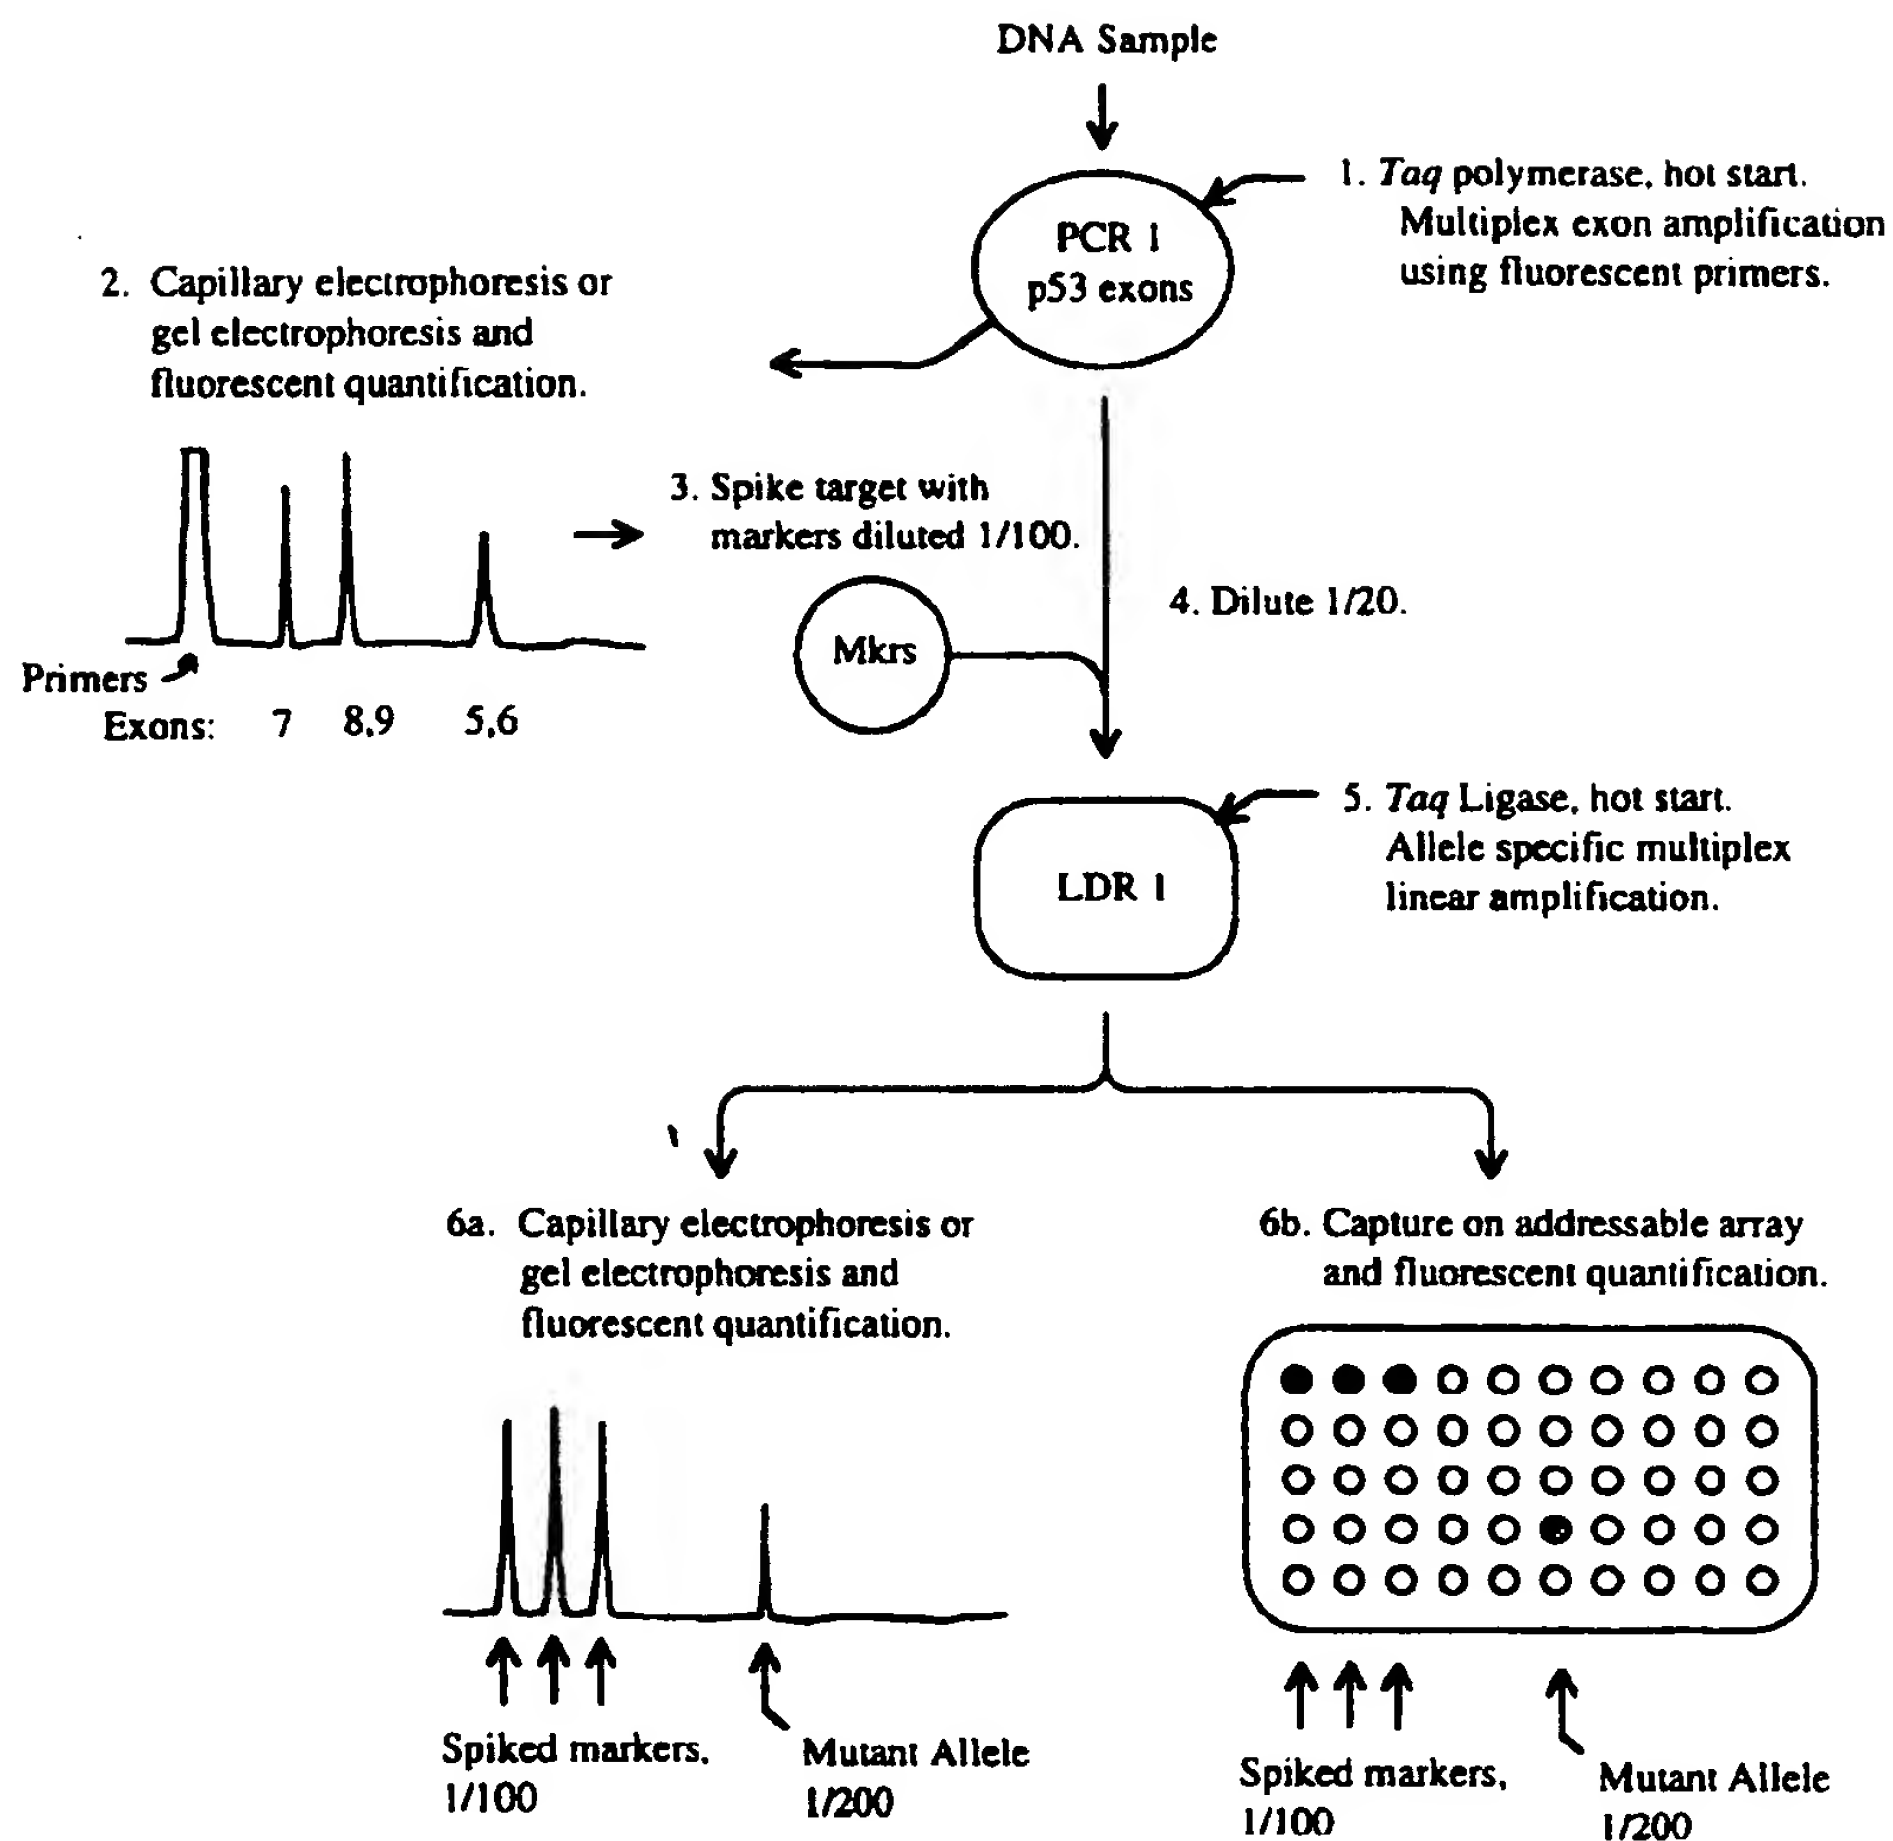 DNA Sample
1. Taq polymerase, hot start.
Multiplex exon amplification
using fluorescent primers.
PCR 1
p53 exons
2. Capillary electrophoresis or
gel electrophoresis and
fluorescent quantification.
Primers
Exons: 7 8,9 5,6
3. Spike target with
markers diluted 1/100.
Mkrs
4. Dilute 1/20.
5. Taq Ligase, hot start.
Allele specific multiplex
linear amplification.
LDR 1
6a. Capillary electrophoresis or
gel electrophoresis and
fluorescent quantification.
Spiked markers,
1/100
Mutant Allele
1/200
6b. Capture on addressable array
and fluorescent quantification.
Spiked markers,
1/100
Mutant Allele
1/200